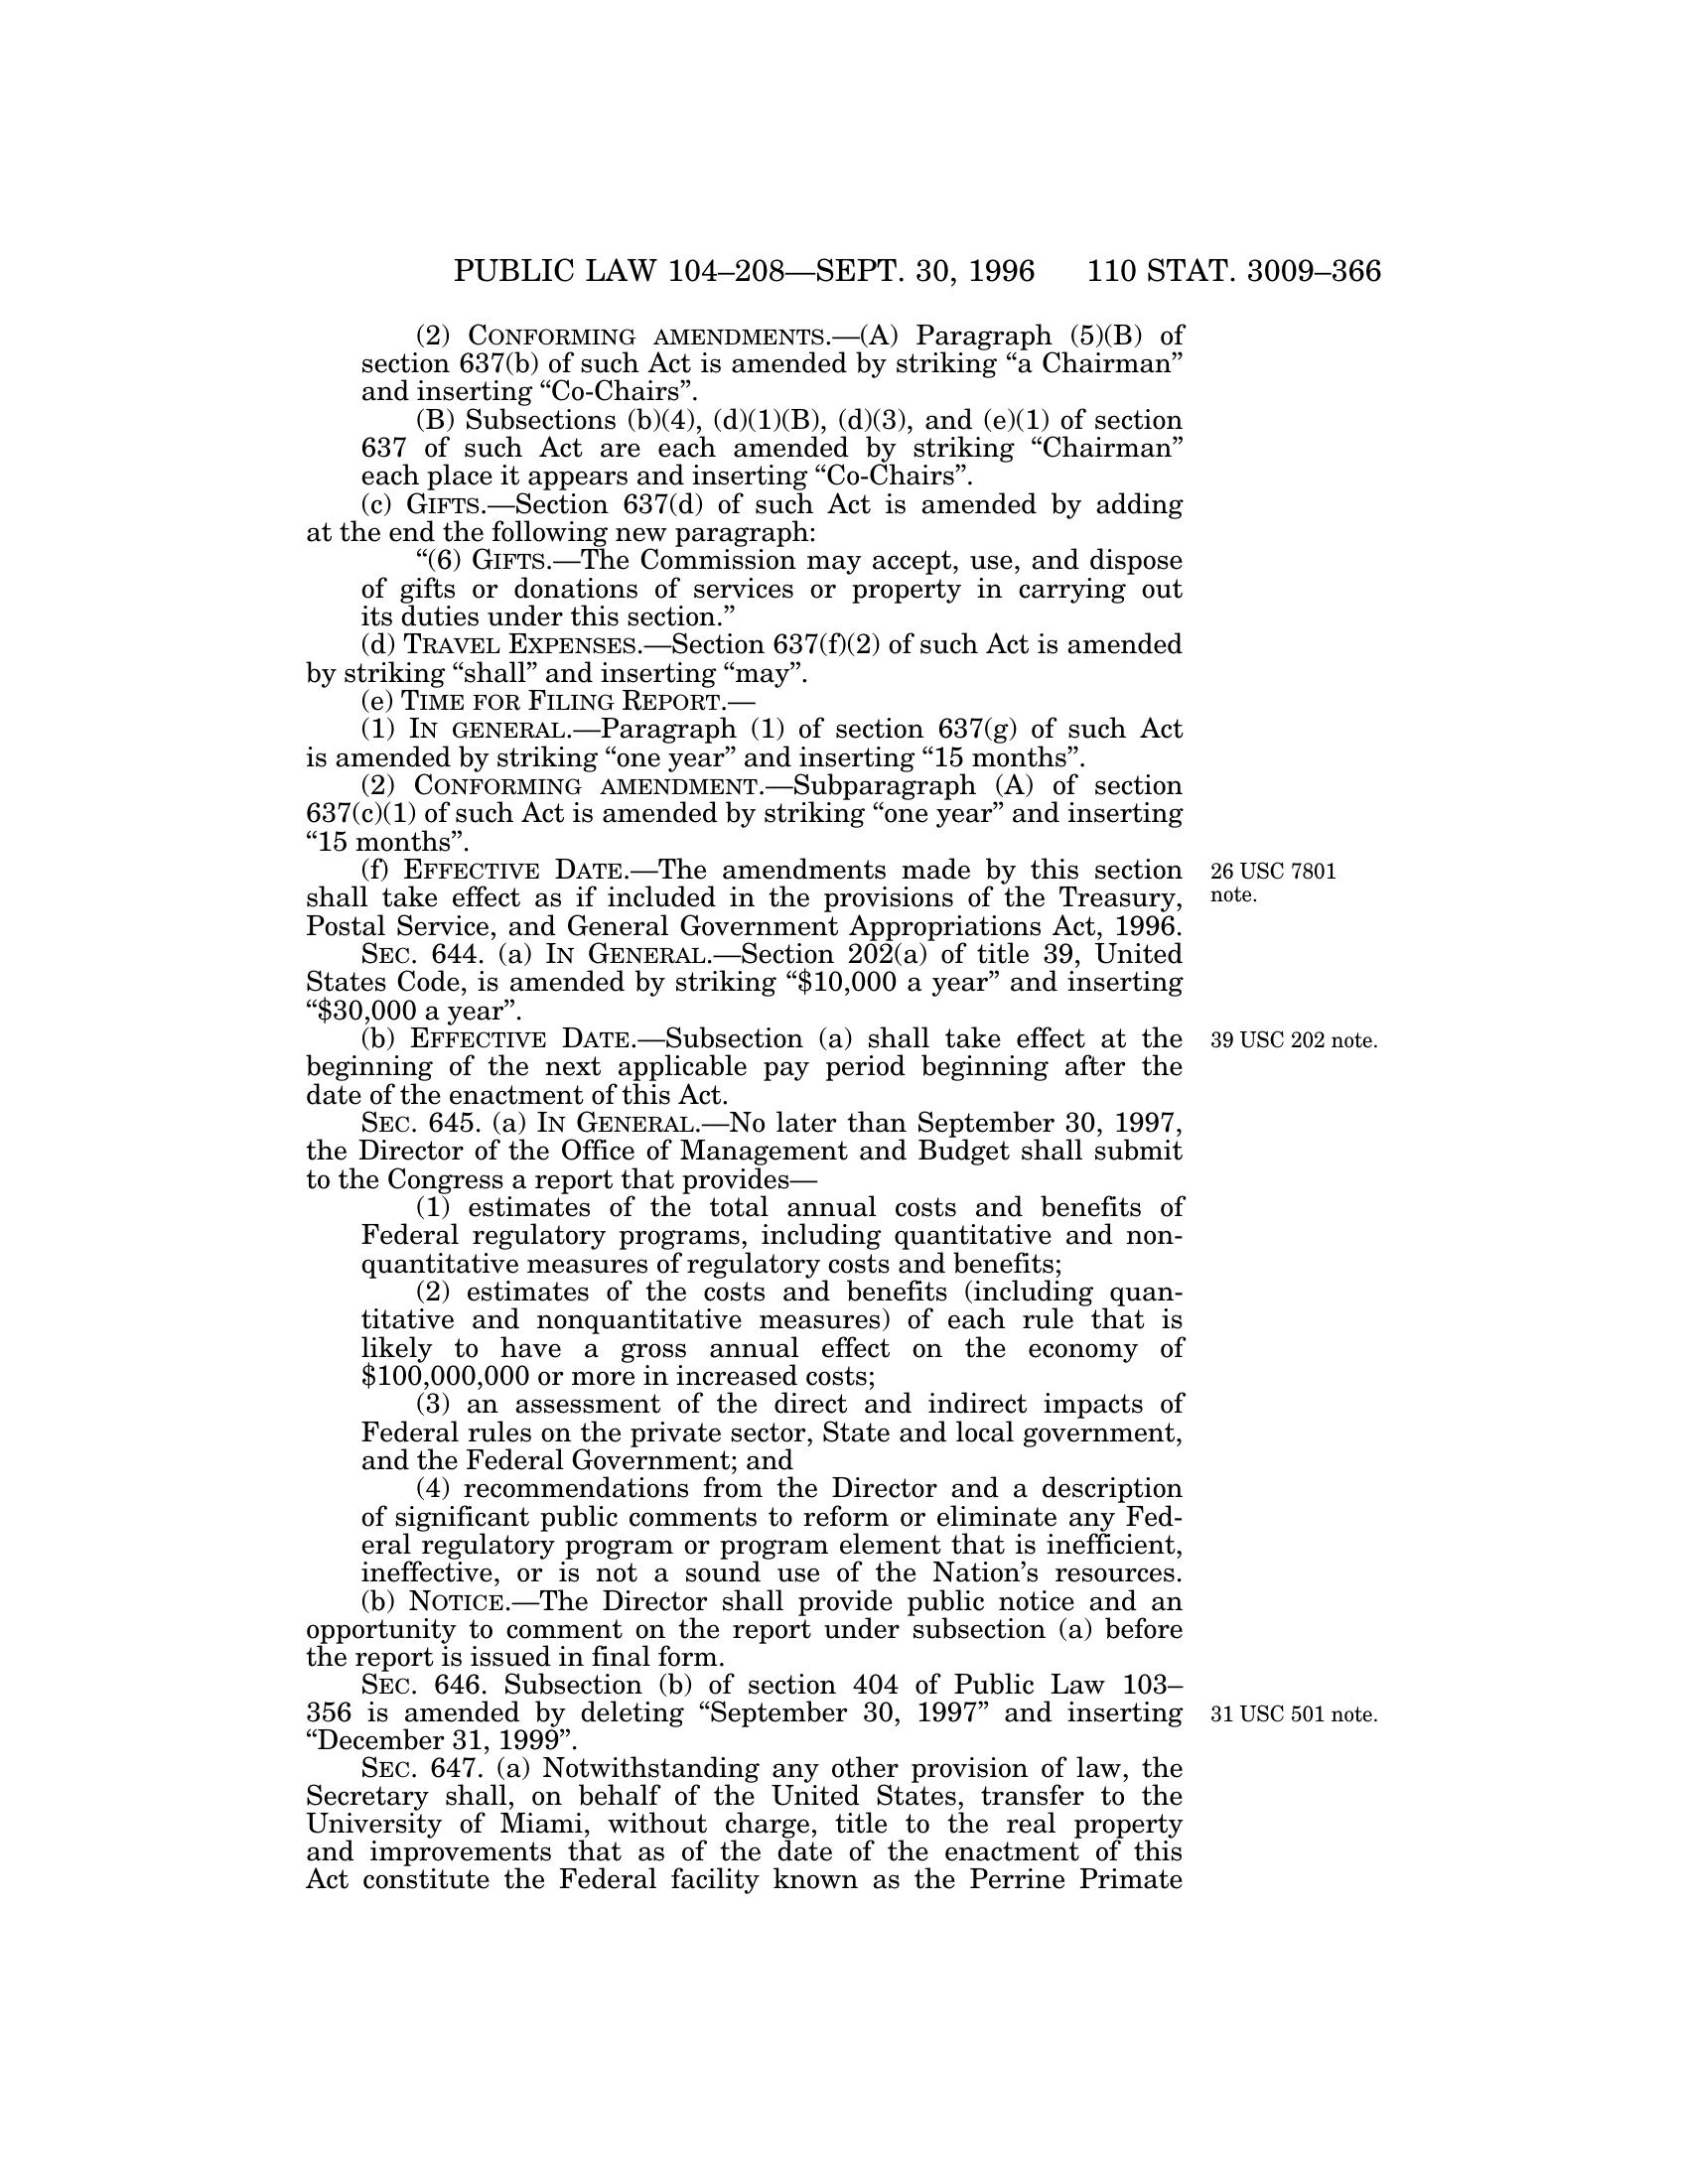 PUBLIC LAW 104–208—SEPT. 30, 1996 110 STAT. 3009–366
(2) CONFORMING AMENDMENTS.—(A) Paragraph (5)(B) of
section 637(b) of such Act is amended by striking “a Chairman”
and inserting “Co-Chairs”.
(B) Subsections (b)(4), (d)(1)(B), (d)(3), and (e)(1) of section
637 of such Act are each amended by striking “Chairman”
each place it appears and inserting “Co-Chairs”.
(c) GIFTS.—Section 637(d) of such Act is amended by adding
at the end the following new paragraph:
“(6) GIFTS.—The Commission may accept, use, and dispose
of gifts or donations of services or property in carrying out
its duties under this section.”
(d) TRAVEL EXPENSES.—Section 637(f)(2) of such Act is amended
by striking “shall” and inserting “may”.
(e) TIME FOR FILING REPORT.—
(1) IN GENERAL.—Paragraph (1) of section 637(g) of such Act
is amended by striking “one year” and inserting “15 months”.
(2) CONFORMING AMENDMENT.—Subparagraph (A) of section
637(c)(1) of such Act is amended by striking “one year” and inserting
“15 months”.
(f) EFFECTIVE DATE.—The amendments made by this section
shall take effect as if included in the provisions of the Treasury,
Postal Service, and General Government Appropriations Act, 1996.
26 USC 7801
note.
SEC. 644. (a) IN GENERAL.—Section 202(a) of title 39, United
States Code, is amended by striking “$10,000 a year” and inserting
“$30,000 a year”.
(b) EFFECTIVE DATE.—Subsection (a) shall take effect at the
beginning of the next applicable pay period beginning after the
date of the enactment of this Act.
39 USC 202 note.
SEC. 645. (a) IN GENERAL.—No later than September 30, 1997,
the Director of the Office of Management and Budget shall submit
to the Congress a report that provides—
(1) estimates of the total annual costs and benefits of
Federal regulatory programs, including quantitative and non-
quantitative measures of regulatory costs and benefits;
(2) estimates of the costs and benefits (including quan-
titative and nonquantitative measures) of each rule that is
likely to have a gross annual effect on the economy of
$100,000,000 or more in increased costs;
(3) an assessment of the direct and indirect impacts of
Federal rules on the private sector, State and local government,
and the Federal Government; and
(4) recommendations from the Director and a description
of significant public comments to reform or eliminate any Fed-
eral regulatory program or program element that is inefficient,
ineffective, or is not a sound use of the Nation’s resources.
(b) NOTICE.—The Director shall provide public notice and an
opportunity to comment on the report under subsection (a) before
the report is issued in final form.
SEC. 646. Subsection (b) of section 404 of Public Law 103–
356 is amended by deleting “September 30, 1997” and inserting
“December 31, 1999”.
31 USC 501 note.
SEC. 647. (a) Notwithstanding any other provision of law, the
Secretary shall, on behalf of the United States, transfer to the
University of Miami, without charge, title to the real property
and improvements that as of the date of the enactment of this
Act constitute the Federal facility known as the Perrine Primate